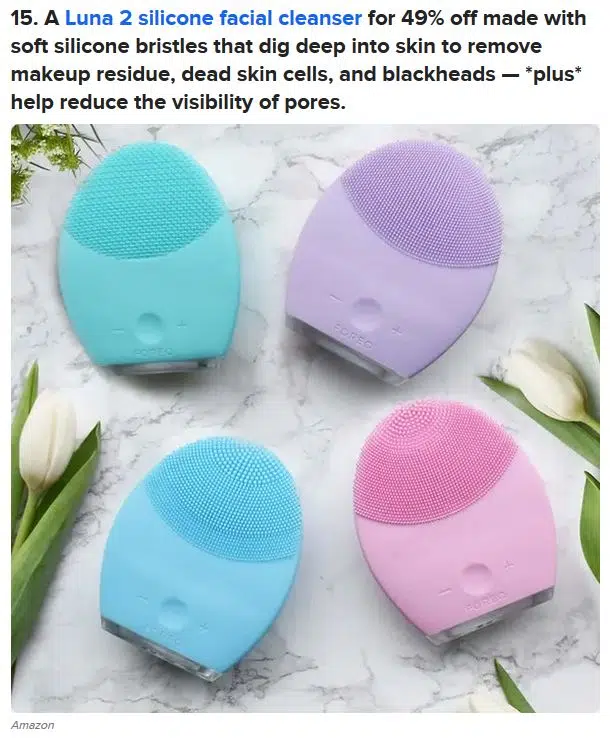 15. A Luna 2 silicone facial cleanser for 49% off made with
soft silicone bristles that dig deep into skin to remove
makeup residue, dead skin cells, and blackheads — *plus*
help reduce the visibility of pores.
− +
FOREO
− +
FOREO
− +
FOREO
− +
FOREO
Amazon